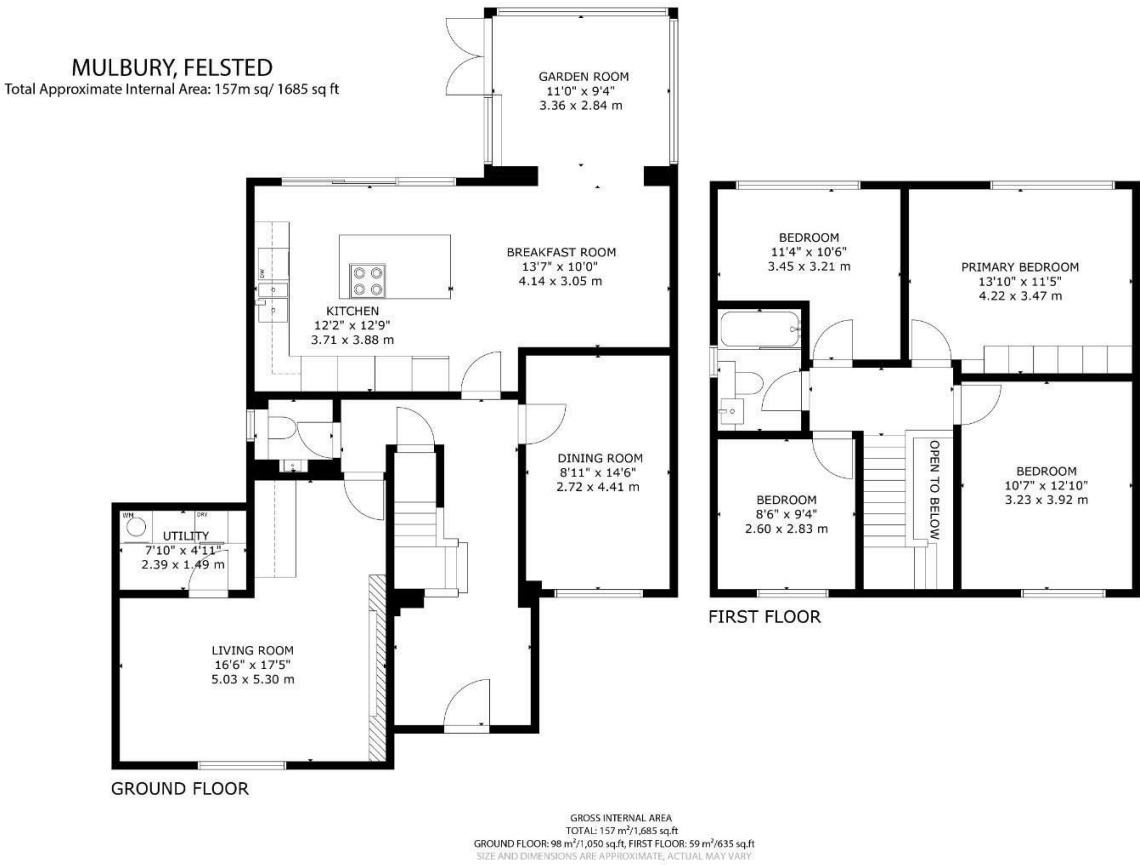 MULBURY, FELSTED
Total Approximate Internal Area: 157m sq/ 1685 sq ft
GARDEN ROOM
11'0" x 9'4"
3.36 x 2.84 m
BREAKFAST ROOM
13'7" x 10'0"
4.14 x 3.05 m
DW
KITCHEN
12'2" x 12'9"
3.71 x 3.88 m
DINING ROOM
8'11" x 14'6"
2.72 x 4.41 m
WM
DRY
UTILITY
7'10" x 4'11"
2.39 x 1.49 m
LIVING ROOM
16'6" x 17'5"
5.03 x 5.30 m
GROUND FLOOR
BEDROOM
11'4" x 10'6"
3.45 x 3.21 m
PRIMARY BEDROOM
13'10" x 11'5"
4.22 x 3.47 m
BEDROOM
8'6" x 9'4"
2.60 x 2.83 m
OPEN TO BELOW
BEDROOM
10'7" x 12'10"
3.23 x 3.92 m
FIRST FLOOR
GROSS INTERNAL AREA
TOTAL: 157 m²/1,685 sq.ft
GROUND FLOOR: 98 m²/1,050 sq.ft, FIRST FLOOR: 59 m²/635 sq.ft
SIZE AND DIMENSIONS ARE APPROXIMATE, ACTUAL MAY VARY